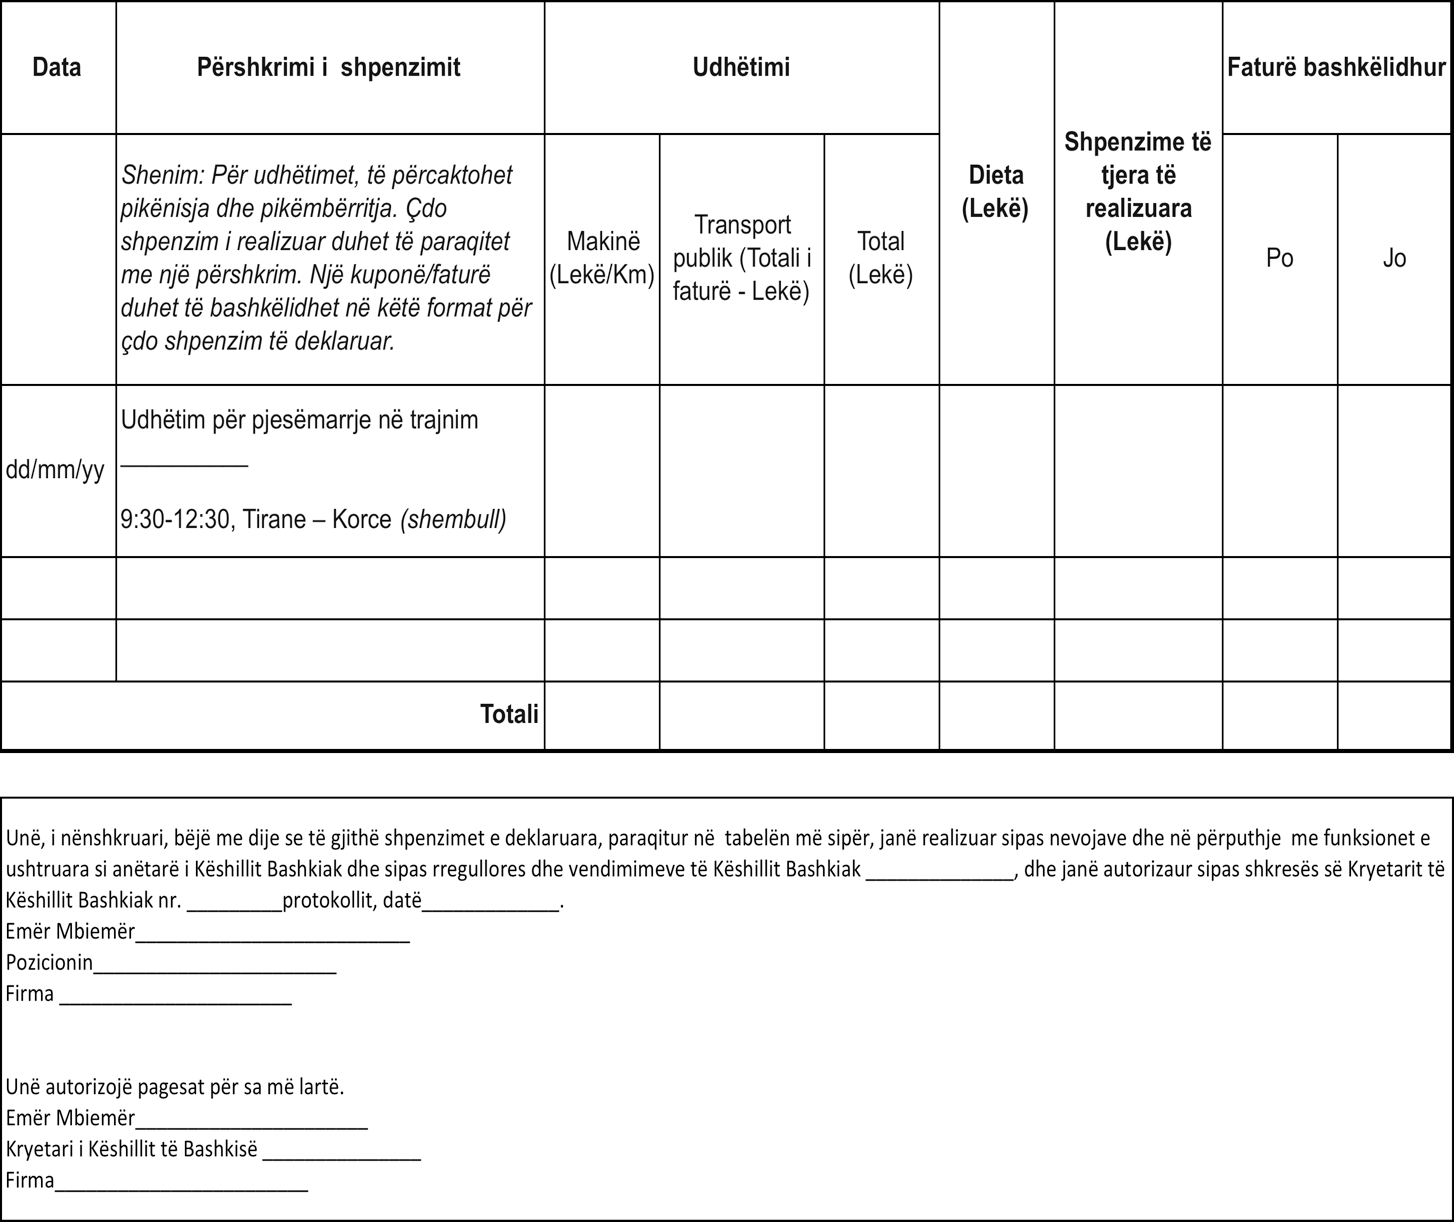 Data
Përshkrimi i shpenzimit
Udhëtimi
Dieta
(Lekë)
Shpenzime të
tjera të
realizuara
(Lekë)
Faturë bashkëlidhur
Shenim: Për udhëtimet, të përcaktohet
pikënisja dhe pikëmbërritja. Çdo
shpenzim i realizuar duhet të paraqitet
me një përshkrim. Një kuponë/faturë
duhet të bashkëlidhet në këtë format për
çdo shpenzim të deklaruar.
Makinë
(Lekë/Km)
Transport
publik (Totali i
faturë - Lekë)
Total
(Lekë)
Po
Jo
dd/mm/yy
Udhëtim për pjesëmarrje në trajnim
__________
9:30-12:30, Tirane – Korce (shembull)
Totali
Unë, i nënshkruari, bëjë me dije se të gjithë shpenzimet e deklaruara, paraqitur në tabelën më sipër, janë realizuar sipas nevojave dhe në përputhje me funksionet e
ushtruara si anëtarë i Këshillit Bashkiak dhe sipas rregullores dhe vendimimeve të Këshillit Bashkiak ______________, dhe janë autorizaur sipas shkresës së Kryetarit të
Këshillit Bashkiak nr. _________protokollit, datë_____________.
Emër Mbiemër__________________________
Pozicionin_______________________
Firma ______________________
Unë autorizojë pagesat për sa më lartë.
Emër Mbiemër______________________
Kryetari i Këshillit të Bashkisë _______________
Firma________________________